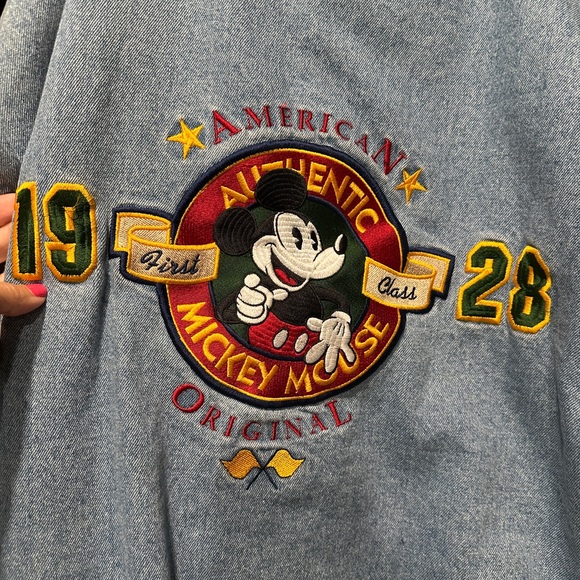 AMERICAN
AUTHENTIC
19
28
First
Class
MICKEY MOUSE
ORIGINAL